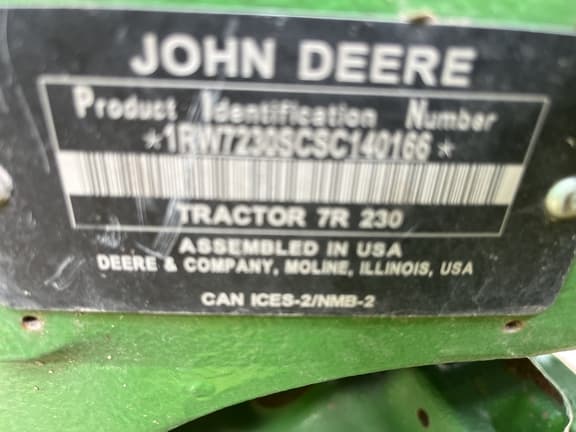 JOHN DEERE
Product Identification Number
*1RW7230SCSC140166*
TRACTOR 7R 230
ASSEMBLED IN USA
DEERE & COMPANY, MOLINE, ILLINOIS, USA
CAN ICES-2/NMB-2